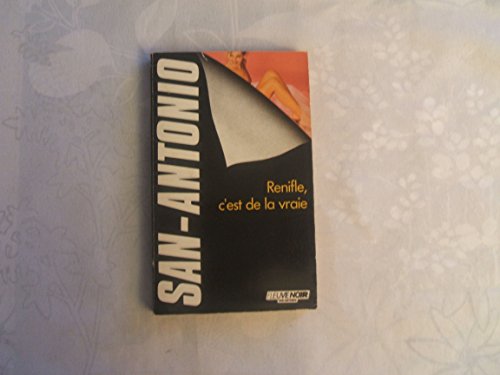 SAN-ANTONIO
Renifle,
c'est de la vraie
FLEUVE NOIR